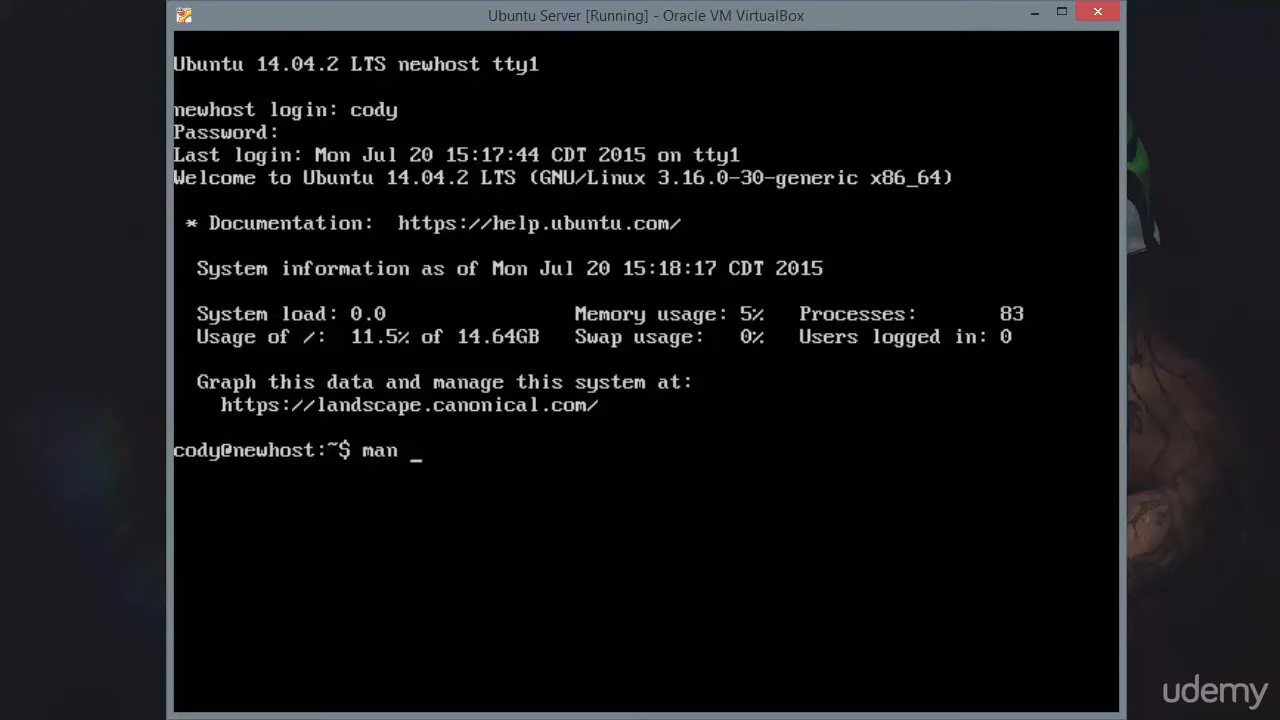 Ubuntu Server [Running] - Oracle VM VirtualBox
Ubuntu 14.04.2 LTS newhost tty1
newhost login: cody
Password:
Last login: Mon Jul 20 15:17:44 CDT 2015 on tty1
Welcome to Ubuntu 14.04.2 LTS (GNU/Linux 3.16.0-30-generic x86_64)
* Documentation:  https://help.ubuntu.com/
System information as of Mon Jul 20 15:18:17 CDT 2015
System load: 0.0 Memory usage: 5% Processes: 83
Usage of /: 11.5% of 14.64GB Swap usage: 0% Users logged in: 0
Graph this data and manage this system at:
https://landscape.canonical.com/
cody@newhost:~$ man _
udemy